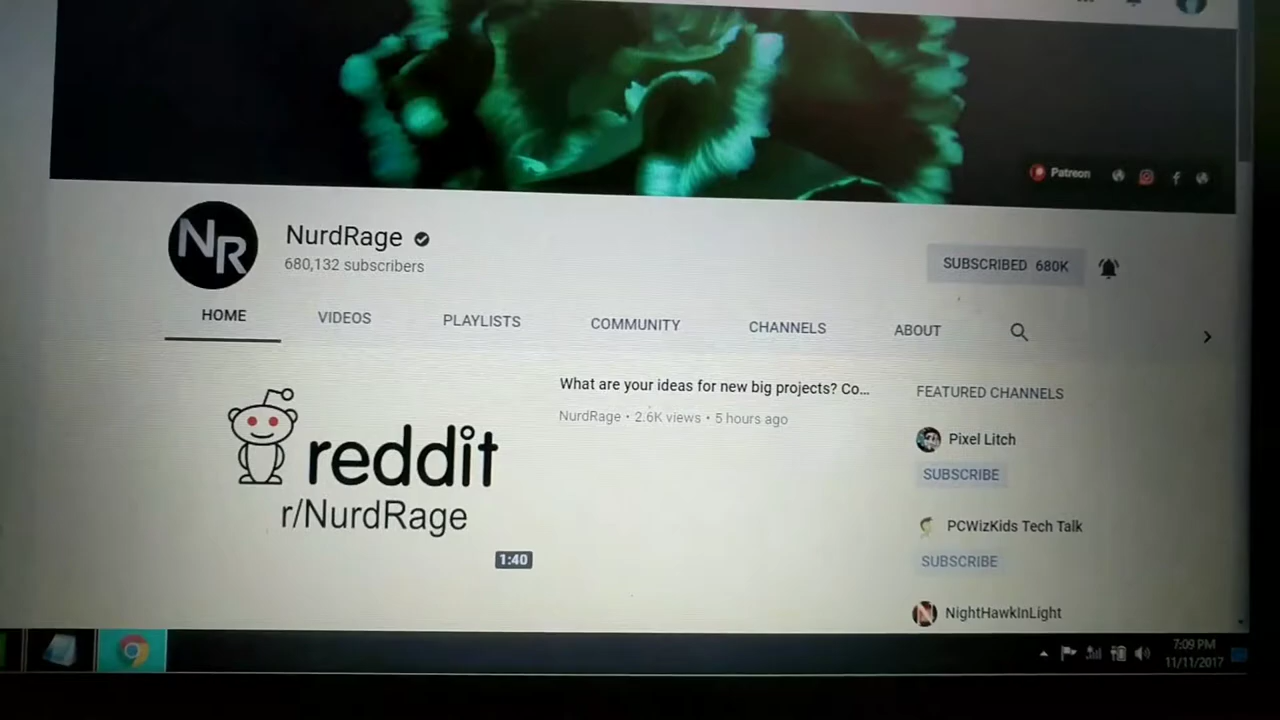 Patreon
NR
NurdRage
680,132 subscribers
SUBSCRIBED 680K
HOME
VIDEOS
PLAYLISTS
COMMUNITY
CHANNELS
ABOUT
reddit
r/NurdRage
1:40
What are your ideas for new big projects? Co...
NurdRage • 2.6K views • 5 hours ago
FEATURED CHANNELS
Pixel Litch
SUBSCRIBE
PCWizKids Tech Talk
SUBSCRIBE
NightHawkInLight
7:09 PM
11/11/2017